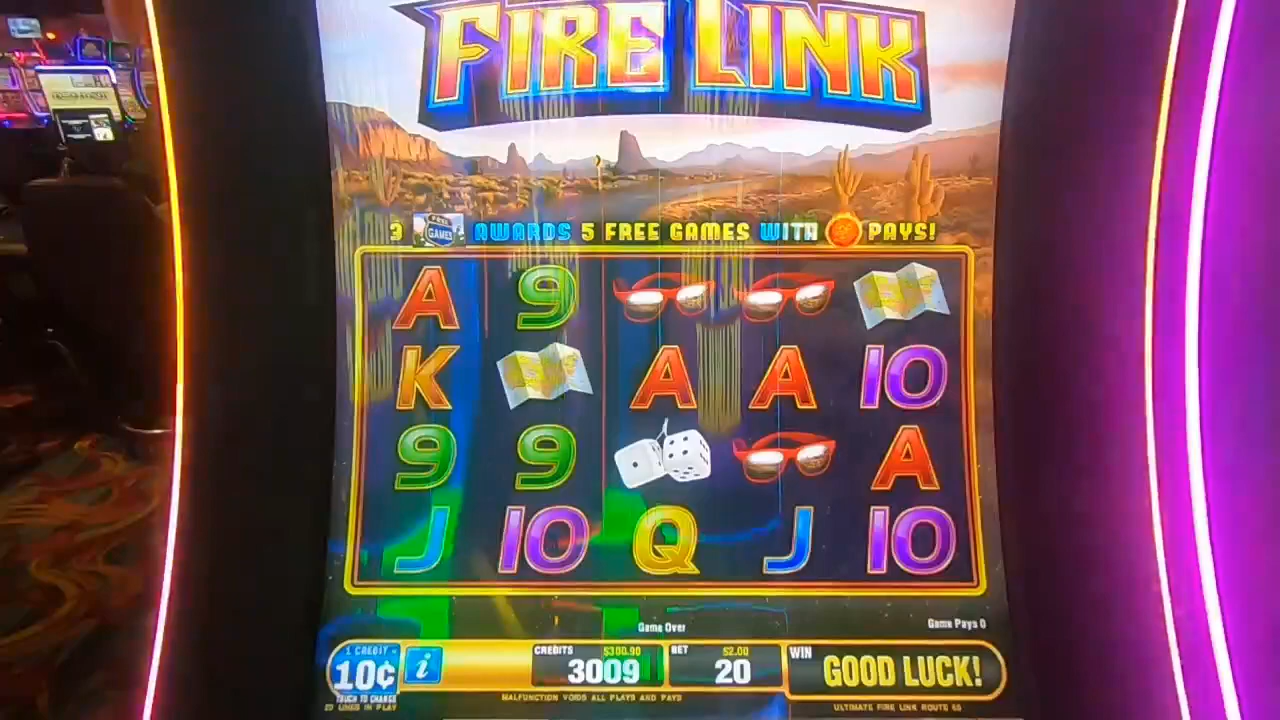 FIRE LINK
3 FREE GAMES AWARDS 5 FREE GAMES WITH PAYS!
A 9
K A A 10
9 9 A
J 10 Q J 10
Game Over
Game Pays 0
1 CREDIT =
10¢
TOUCH TO CHANGE
20 LINES IN PLAY
i
CREDITS $300.90
3009
BET $2.00
20
WIN
GOOD LUCK!
MALFUNCTION VOIDS ALL PLAYS AND PAYS
ULTIMATE FIRE LINK ROUTE 66